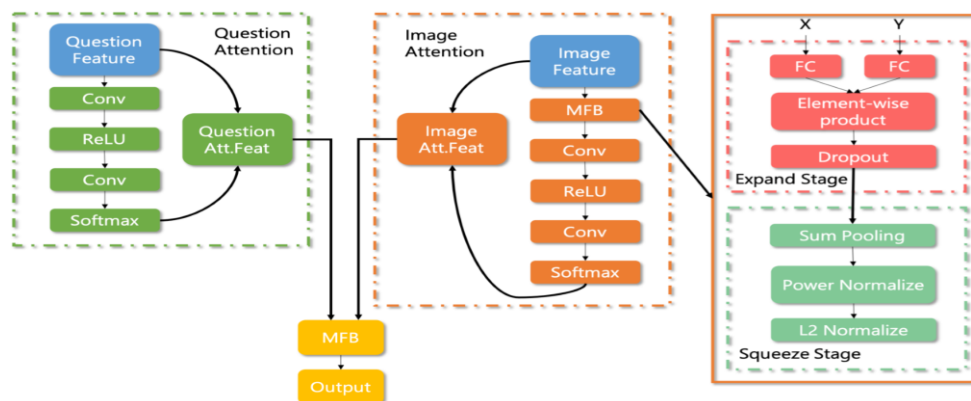 Question
Feature
Question
Attention
Conv
ReLU
Conv
Softmax
Question
Att.Feat
Image
Attention
Image
Feature
MFB
Conv
ReLU
Conv
Softmax
Image
Att.Feat
MFB
Output
X
Y
FC
FC
Element-wise
product
Dropout
Expand Stage
Sum Pooling
Power Normalize
L2 Normalize
Squeeze Stage